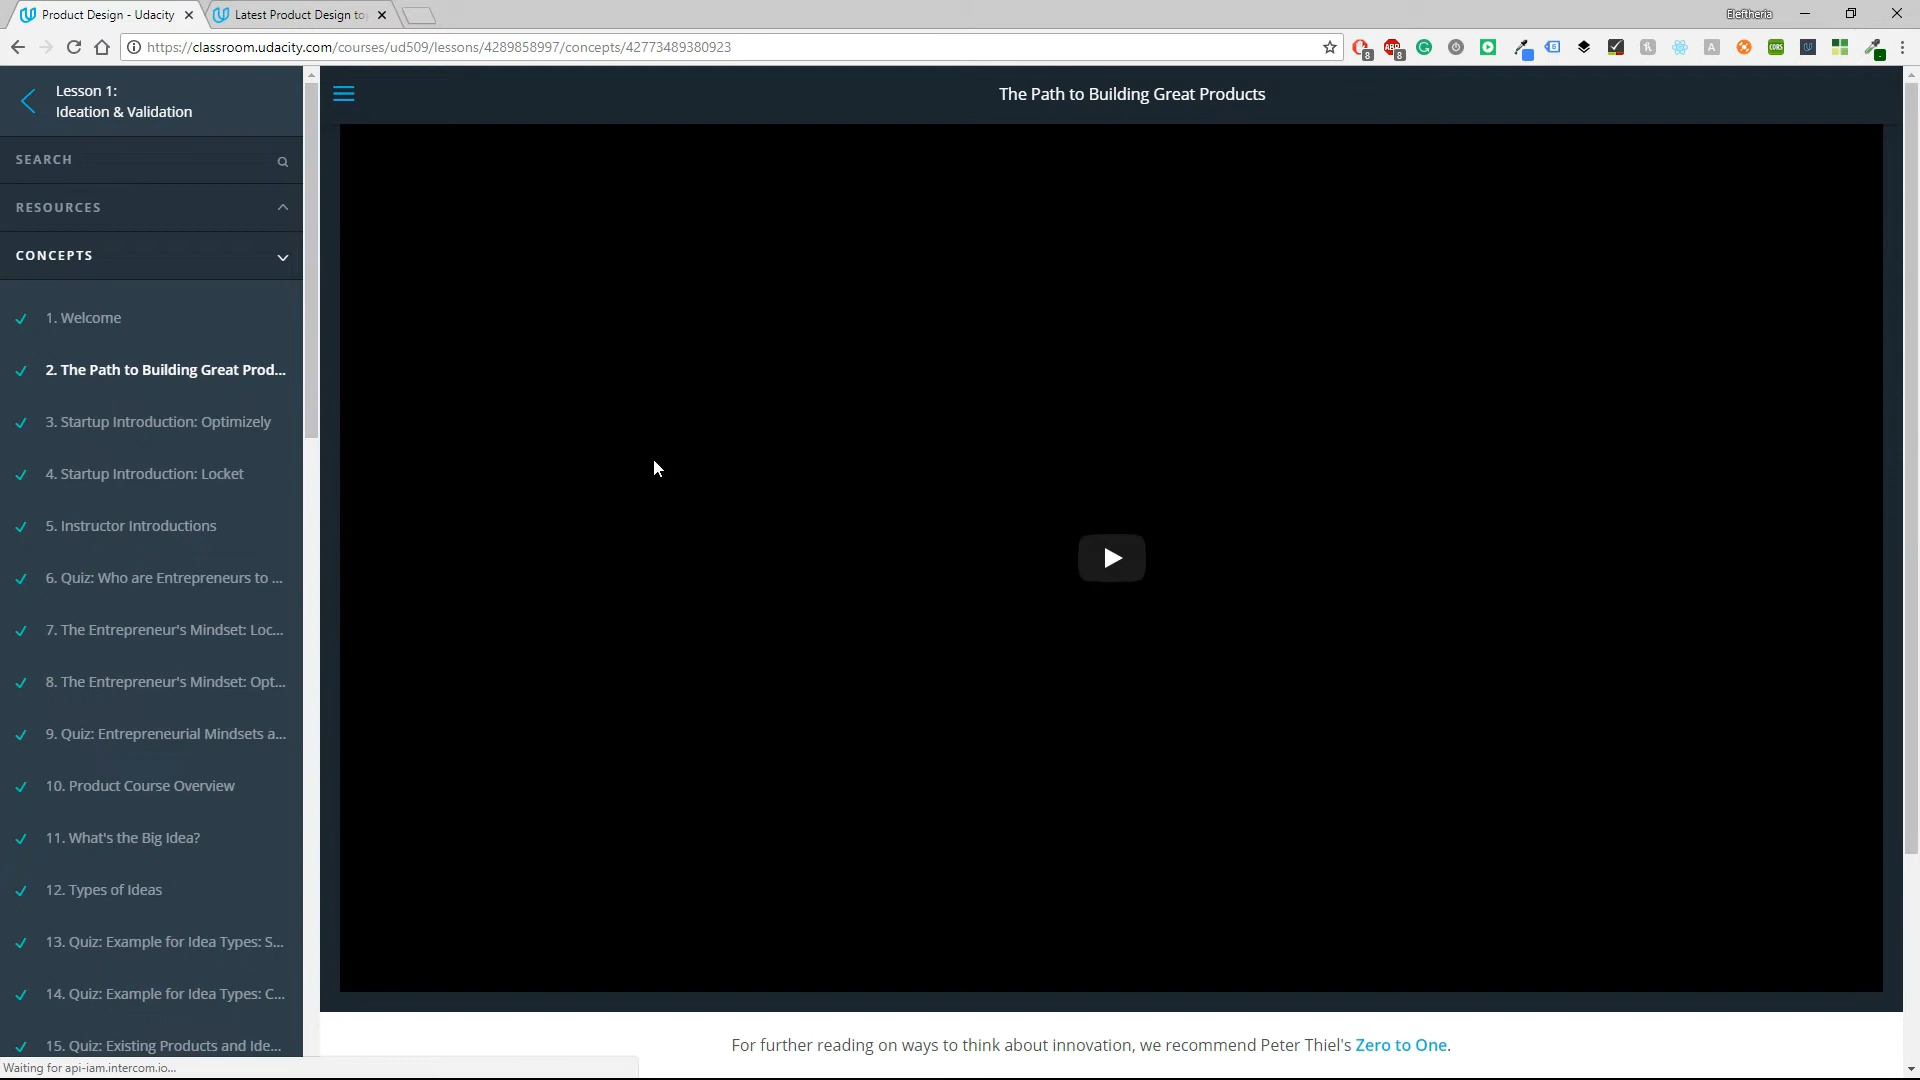 Product Design - Udacity
Latest Product Design to
Eleftheria
https://classroom.udacity.com/courses/ud509/lessons/4289858997/concepts/42773489380923
Lesson 1:
Ideation & Validation
The Path to Building Great Products
SEARCH
RESOURCES
CONCEPTS
1. Welcome
2. The Path to Building Great Prod...
3. Startup Introduction: Optimizely
4. Startup Introduction: Locket
5. Instructor Introductions
6. Quiz: Who are Entrepreneurs to ...
7. The Entrepreneur's Mindset: Loc...
8. The Entrepreneur's Mindset: Opt...
9. Quiz: Entrepreneurial Mindsets a...
10. Product Course Overview
11. What's the Big Idea?
12. Types of Ideas
13. Quiz: Example for Idea Types: S...
14. Quiz: Example for Idea Types: C...
15. Quiz: Existing Products and Ide...
For further reading on ways to think about innovation, we recommend Peter Thiel's Zero to One.
Waiting for api-iam.intercom.io...